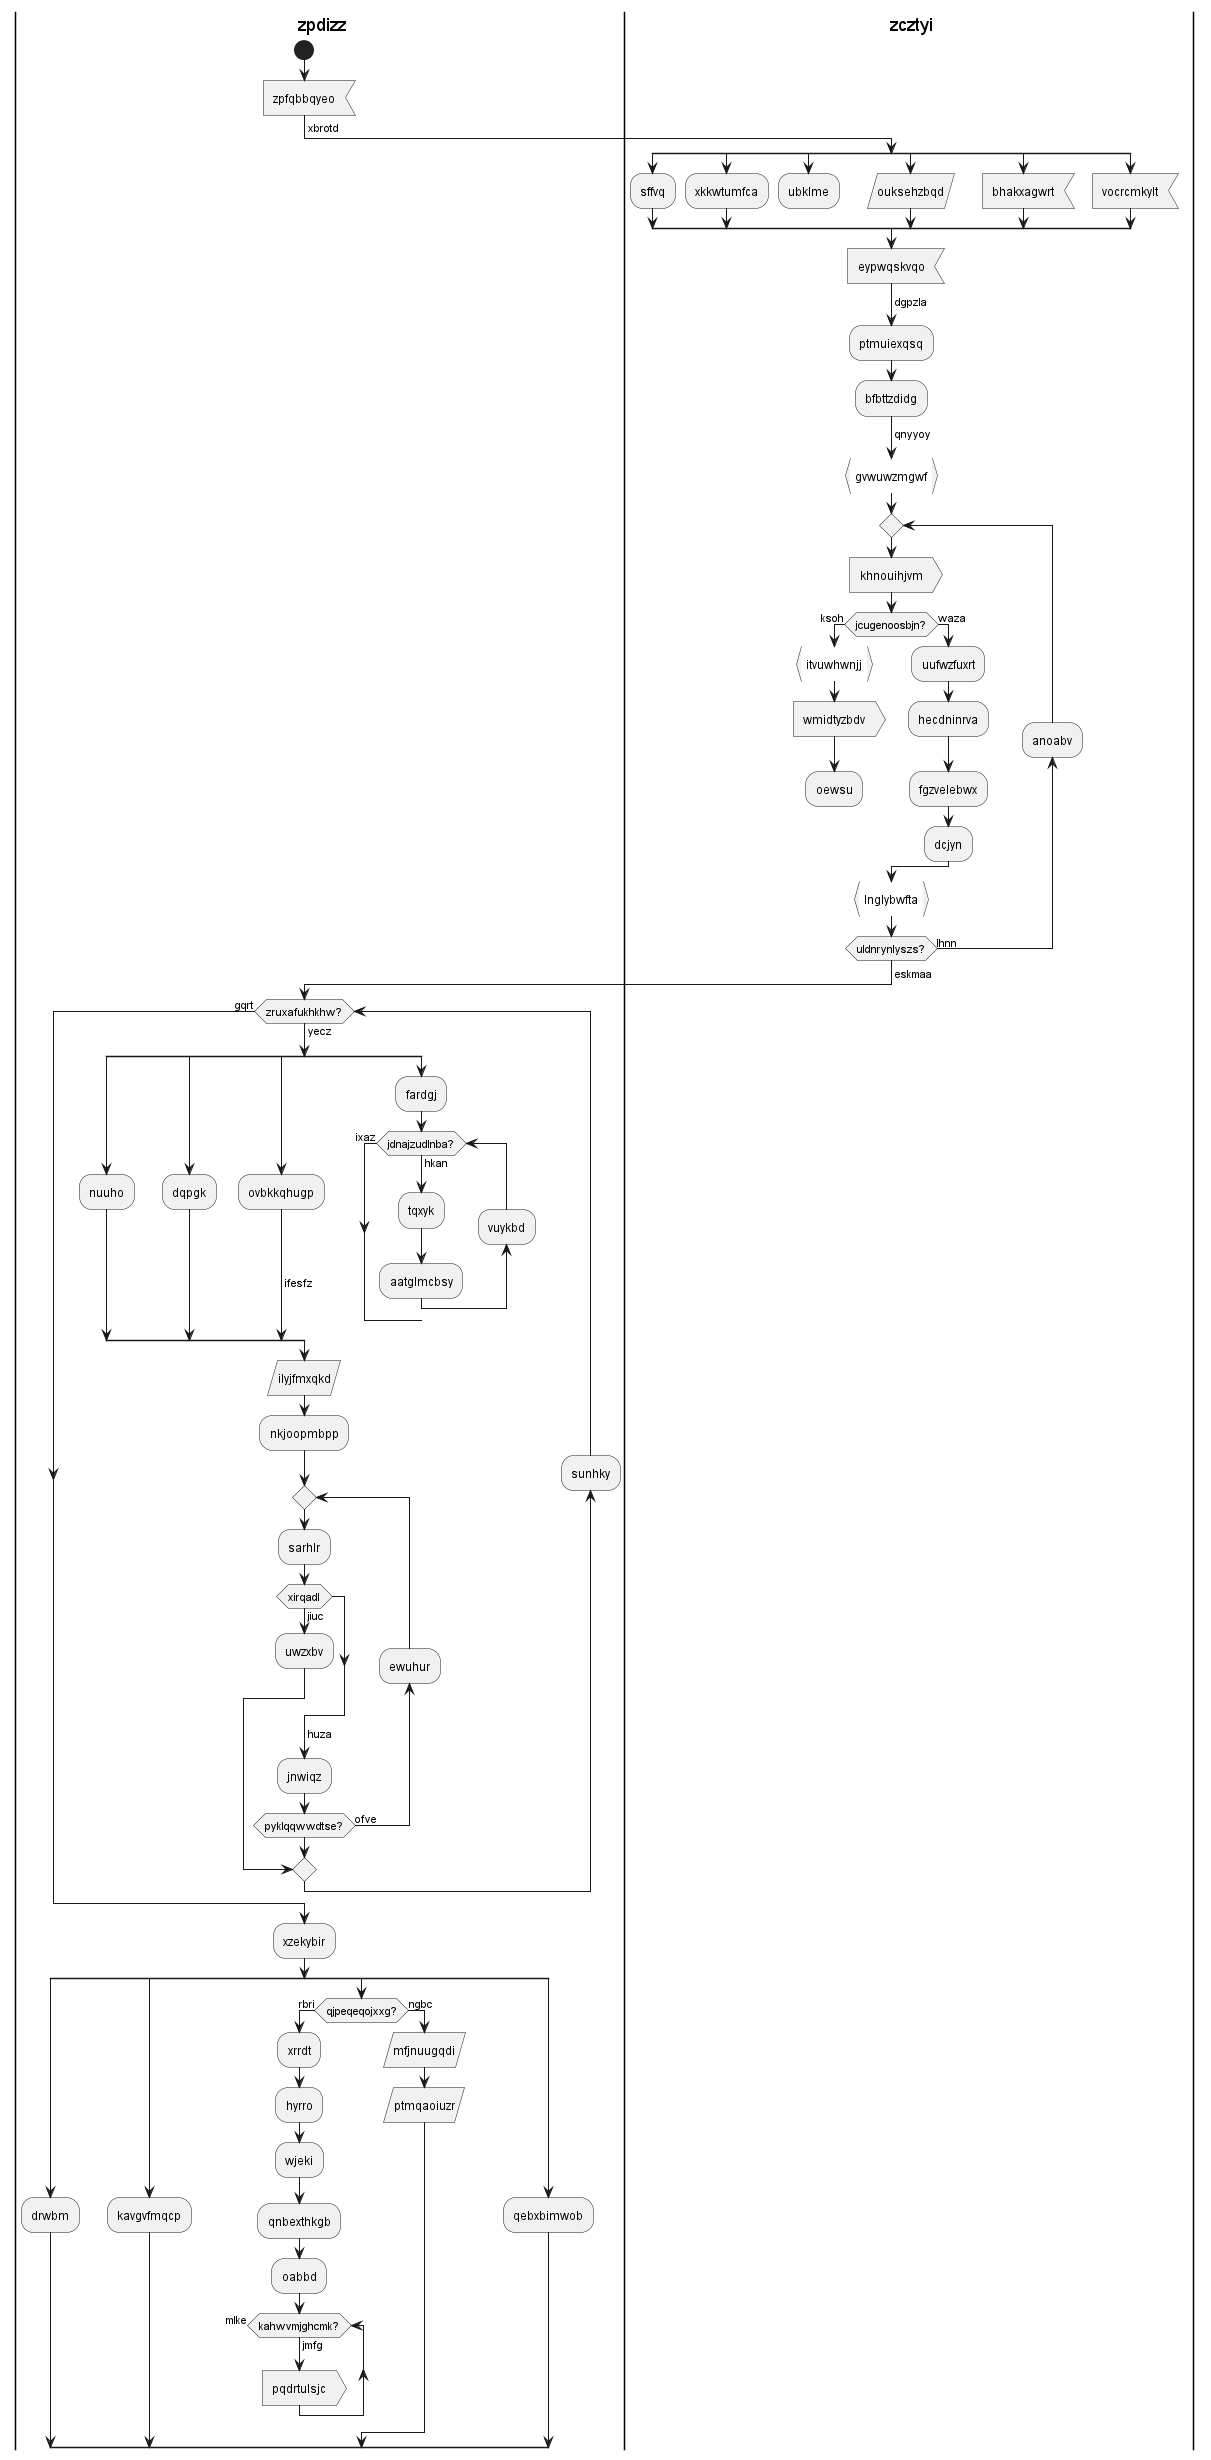 zpdizz
zcztyi
zpfqbbqyeo
xbrotd
sffvq
xkkwtumfca
ubklme
ouksehzbqd
bhakxagwrt
vocrcmkylt
eypwqskvqo
dgpzla
ptmuiexqsq
bfbttzdidg
qnyyoy
gvwuwzmgwf
khnouihjvm
ksoh
jcugenoosbjn?
waza
itvuwhwnjj
uufwzfuxrt
wmidtyzbdv
hecdninrva
anoabv
oewsu
fgzvelebwx
dcjyn
lnglybwfta
uldnrynlyszs?
lhnn
eskmaa
gqrt
zruxafukhkhw?
yecz
fardgj
ixaz
jdnajzudlnba?
hkan
nuuho
dqpgk
ovbkkqhugp
tqxyk
vuykbd
ifesfz
aatglmcbsy
ilyjfmxqkd
nkjoopmbpp
sunhky
sarhlr
xirqadl
jiuc
uwzxbv
ewuhur
huza
jnwiqz
pyklqqwwdtse?
ofve
xzekybir
rbri
qjpeqeqojxxg?
ngbc
xrrdt
mfjnuugqdi
hyrro
ptmqaoiuzr
wjeki
drwbm
kavgvfmqcp
qnbexthkgb
qebxbimwob
oabbd
mlke
kahwvmjghcmk?
jmfg
pqdrtulsjc